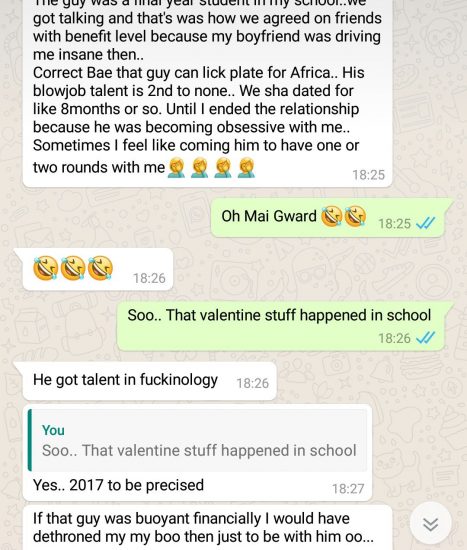 The guy was a final year student in my school..we
got talking and that's was how we agreed on friends
with benefit level because my boyfriend was driving
me insane then..
Correct Bae that guy can lick plate for Africa.. His
blowjob talent is 2nd to none.. We sha dated for
like 8months or so. Until I ended the relationship
because he was becoming obsessive with me..
Sometimes I feel like coming him to have one or
two rounds with me🤦‍♀️🤦‍♀️🤦‍♀️🤦‍♀️
18:25
Oh Mai Gward 🤣🤣 18:25
🤣🤣🤣 18:26
Soo.. That valentine stuff happened in school
18:26
He got talent in fuckinology 18:26
You
Soo.. That valentine stuff happened in school
Yes.. 2017 to be precised 18:27
If that guy was buoyant financially I would have
dethroned my my boo then just to be with him oo...